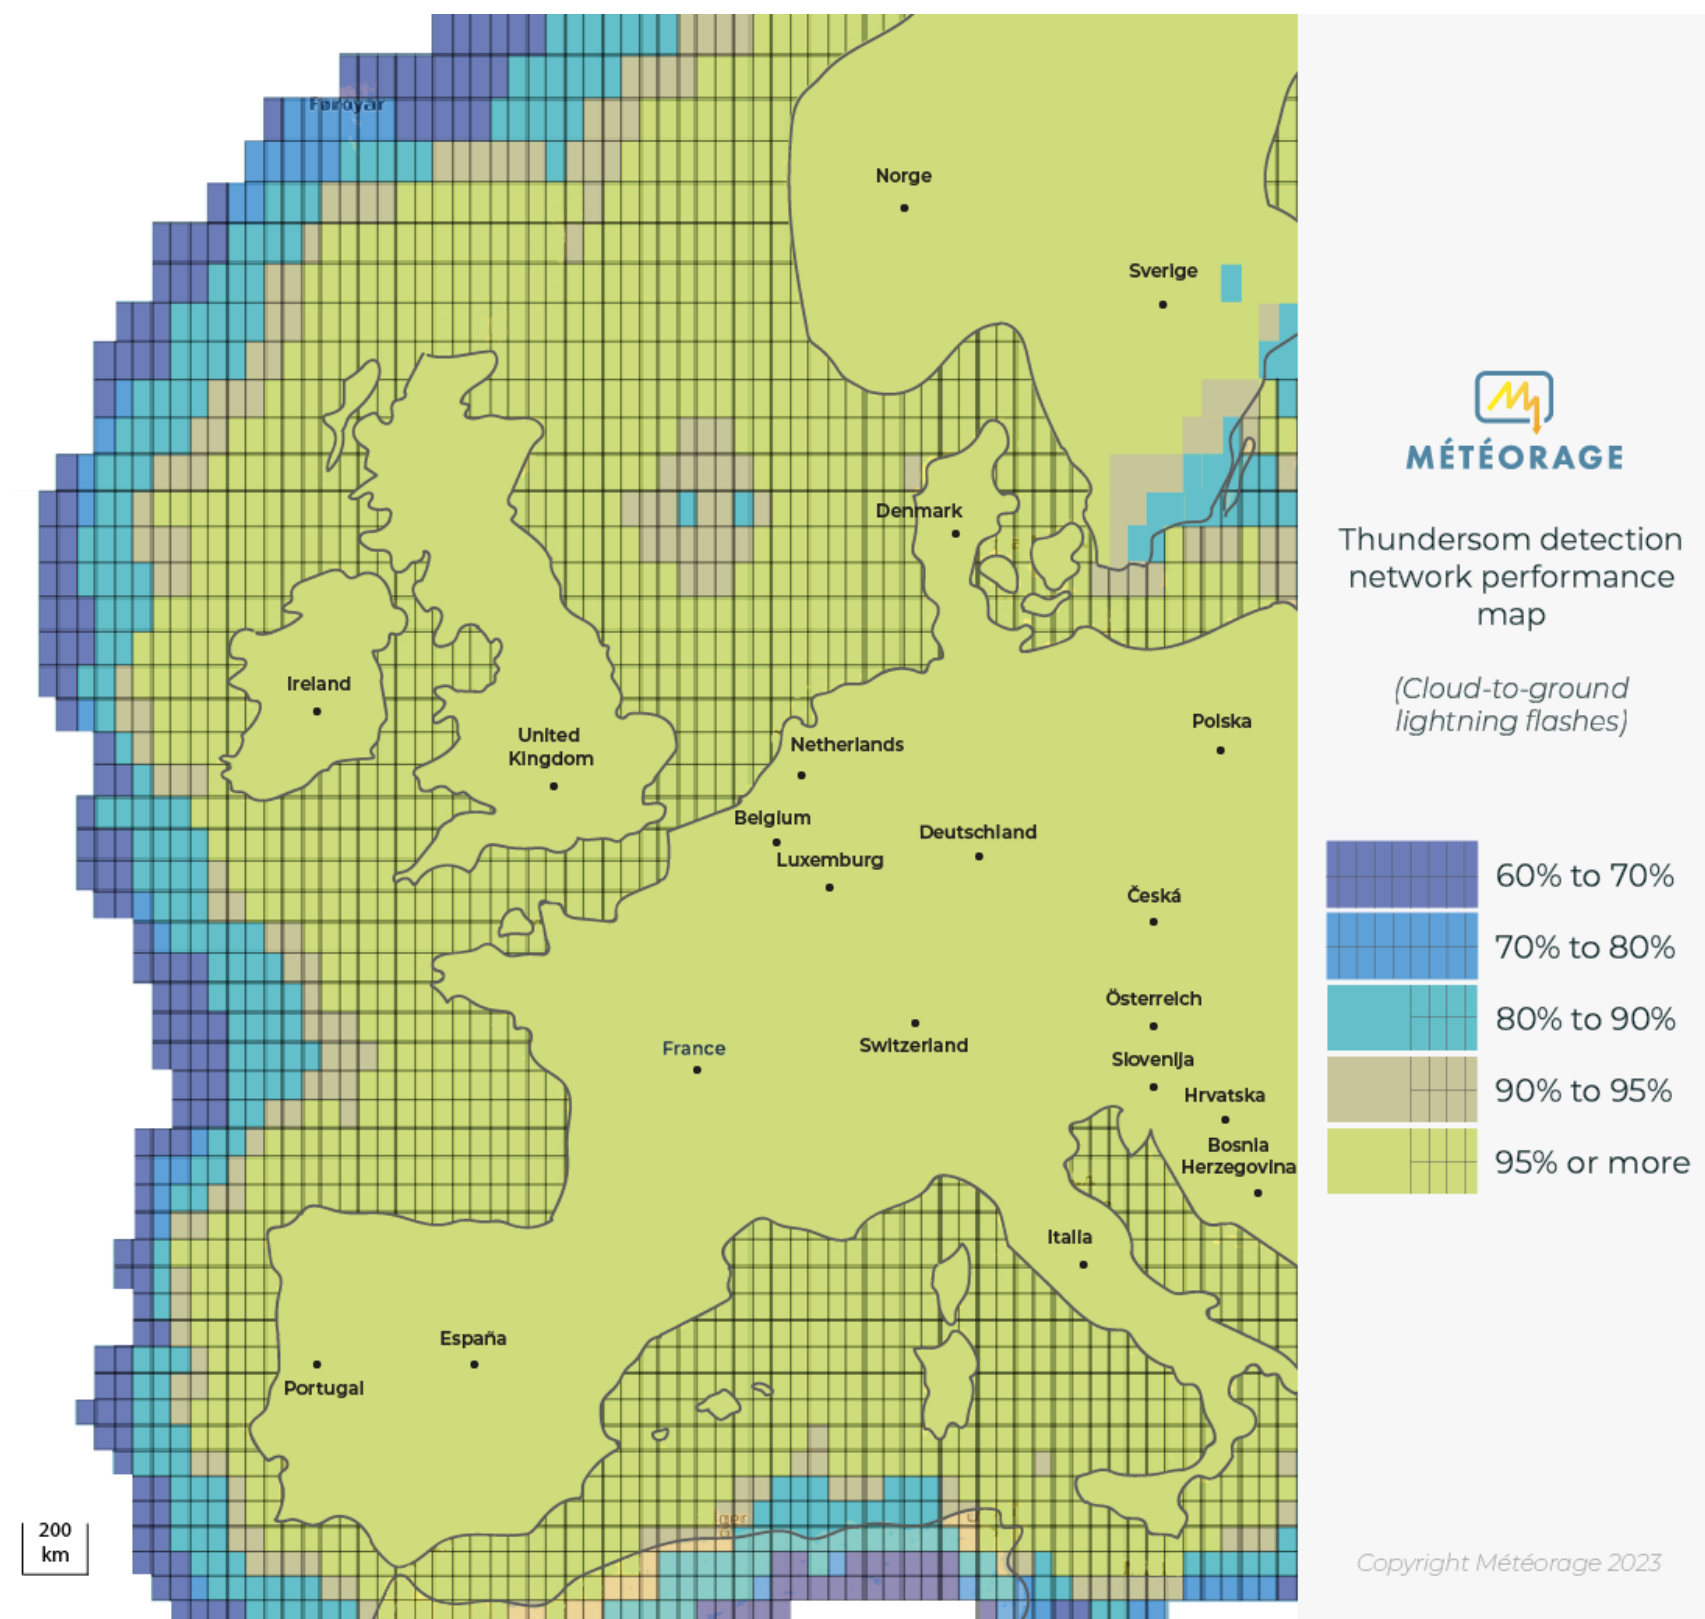 Føroyar
Norge
Sverige
Denmark
Ireland
United
Kingdom
Netherlands
Polska
Belgium
Luxemburg
Deutschland
Česká
Österreich
Switzerland
France
Slovenija
Hrvatska
Bosnia
Herzegovina
Italia
España
Portugal
200
km
MÉTÉORAGE
Thundersom detection
network performance
map
(Cloud-to-ground
lightning flashes)
60% to 70%
70% to 80%
80% to 90%
90% to 95%
95% or more
Copyright Météorage 2023